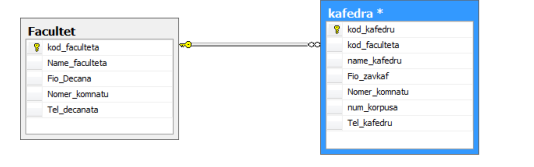 Facultet
kod_faculteta
Name_faculteta
Fio_Decana
Nomer_komnatu
Tel_decanata
kafedra *
kod_kafedru
kod_faculteta
name_kafedru
Fio_zavkaf
Nomer_komnatu
num_korpusa
Tel_kafedru